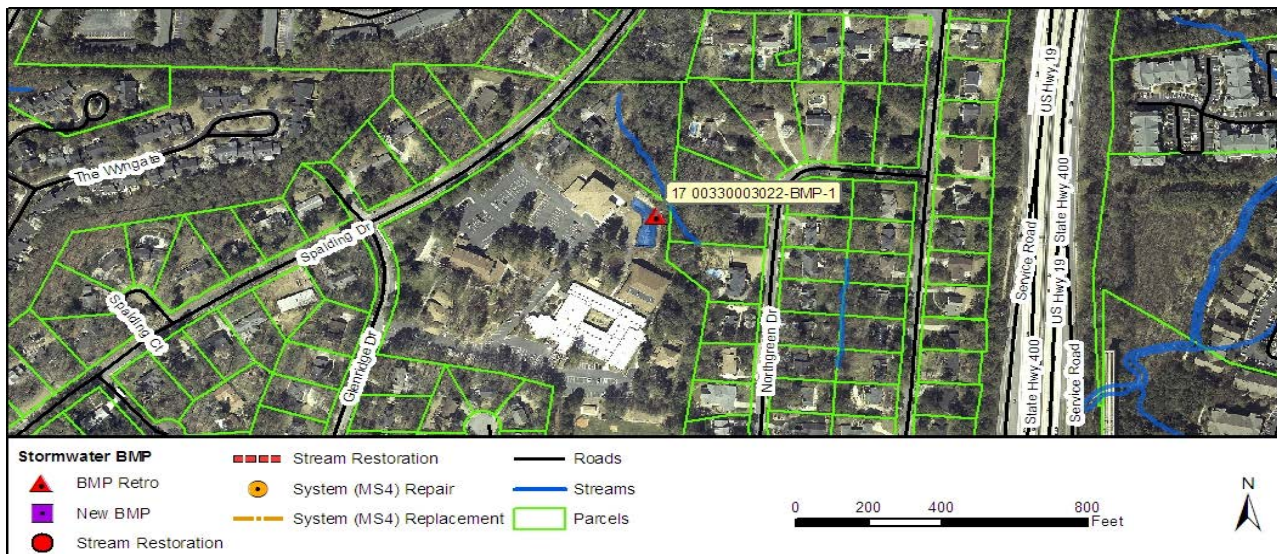 US Hwy 19
The Wyngate
17 00330003022-BMP-1
Spalding Dr
Service Road
US Hwy 19
State Hwy 400
Spalding Ct
Glenridge Dr
Northgreen Dr
State Hwy 400
US Hwy 19
Service Road
Stormwater BMP
BMP Retro
New BMP
Stream Restoration
Stream Restoration
System (MS4) Repair
System (MS4) Replacement
Roads
Streams
Parcels
0 200 400 800
Feet
N